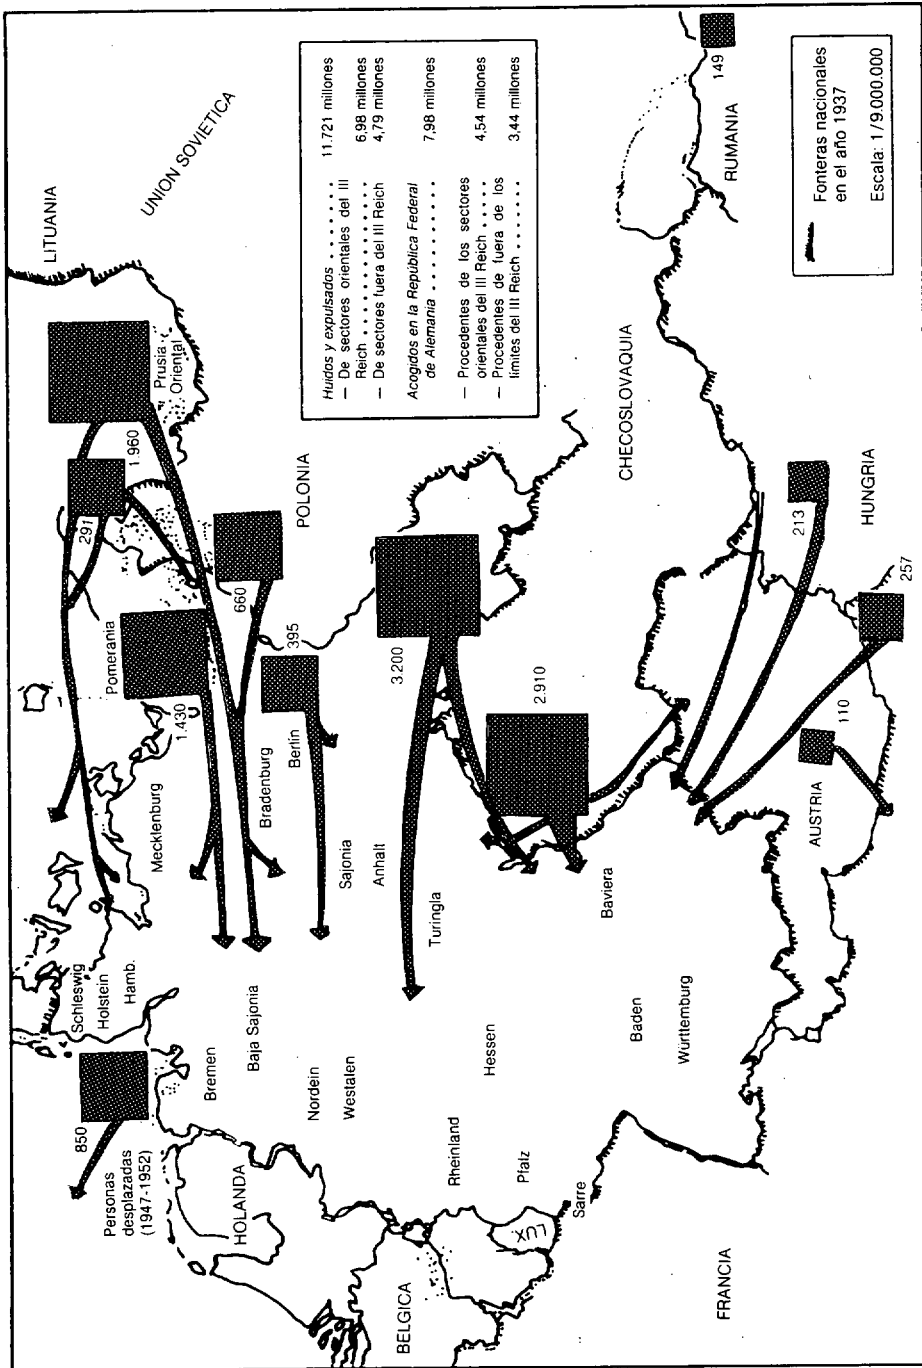 LITUANIA
UNION SOVIETICA
Prusia
Oriental
1.960
291
Pomerania
1.430
660
395
POLONIA
Mecklenburg
Bradenburg
Berlin
Schleswig
Holstein
Hamb.
850
Personas
desplazadas
(1947-1952)
Bremen
Baja Sajonia
Sajonia
Anhalt
HOLANDA
Nordein
Westalen
Turingla
3.200
2.910
Hessen
Rheinland
Pfalz
BELGICA
LUX.
Sarre
FRANCIA
Baden
Württemburg
Baviera
CHECOSLOVAQUIA
AUSTRIA
110
213
257
HUNGRIA
RUMANIA
149
Huidos y expulsados ........ 11.721 millones
— De sectores orientales del III
Reich ............ 6,98 millones
— De sectores fuera del III Reich 4,79 millones
Acogidos en la República Federal
de Alemania .......... 7,98 millones
— Procedentes de los sectores
orientales del III Reich ..... 4,54 millones
— Procedentes de fuera de los
límites del III Reich ...... 3,44 millones
Fonteras nacionales
en el año 1937
Escala: 1/9.000.000